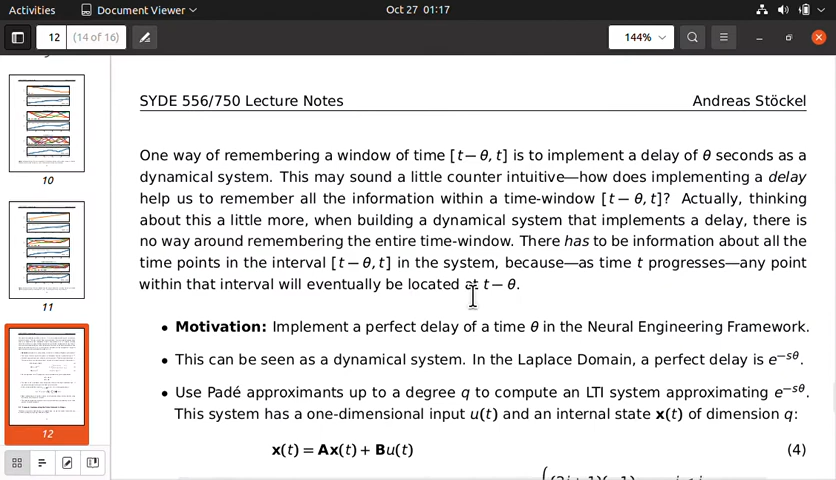 Activities
Document Viewer
Oct 27 01:17
12
(14 of 16)
144%
10
11
12
SYDE 556/750 Lecture Notes
Andreas Stöckel
One way of remembering a window of time [t − θ, t] is to implement a delay of θ seconds as a
dynamical system. This may sound a little counter intuitive—how does implementing a delay
help us to remember all the information within a time-window [t − θ, t]? Actually, thinking
about this a little more, when building a dynamical system that implements a delay, there is
no way around remembering the entire time-window. There has to be information about all the
time points in the interval [t − θ, t] in the system, because—as time t progresses—any point
within that interval will eventually be located at t − θ.
• Motivation: Implement a perfect delay of a time θ in the Neural Engineering Framework.
• This can be seen as a dynamical system. In the Laplace Domain, a perfect delay is e^{−sθ}.
• Use Padé approximants up to a degree q to compute an LTI system approximating e^{−sθ}.
This system has a one-dimensional input u(t) and an internal state x(t) of dimension q:
x(t) = Ax(t) + Bu(t) (4)